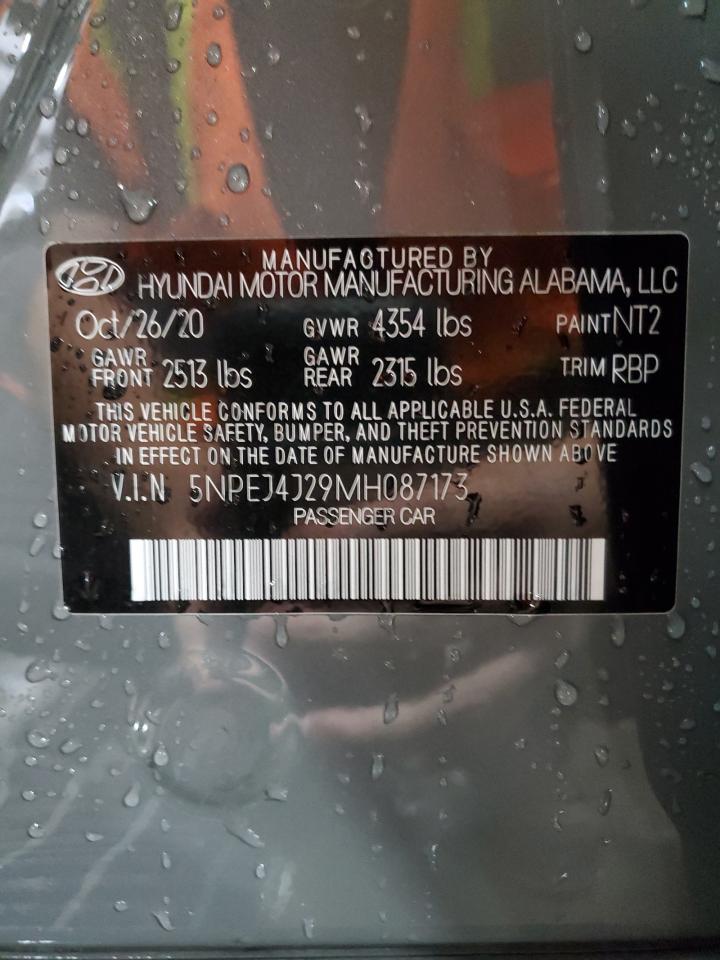 MANUFACTURED BY
HYUNDAI MOTOR MANUFACTURING ALABAMA, LLC
Oct/26/20 GVWR 4354 lbs PAINT NT2
GAWR FRONT 2513 lbs GAWR REAR 2315 lbs TRIM RBP
THIS VEHICLE CONFORMS TO ALL APPLICABLE U.S.A. FEDERAL
MOTOR VEHICLE SAFETY, BUMPER, AND THEFT PREVENTION STANDARDS
IN EFFECT ON THE DATE OF MANUFACTURE SHOWN ABOVE
V.I.N 5NPEJ4J29MH087173
PASSENGER CAR